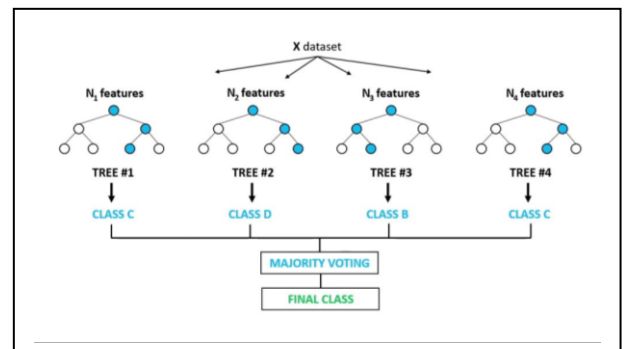 X dataset
N₁ features N₂ features N₃ features N₄ features
TREE #1 TREE #2 TREE #3 TREE #4
CLASS C CLASS D CLASS B CLASS C
MAJORITY VOTING
FINAL CLASS